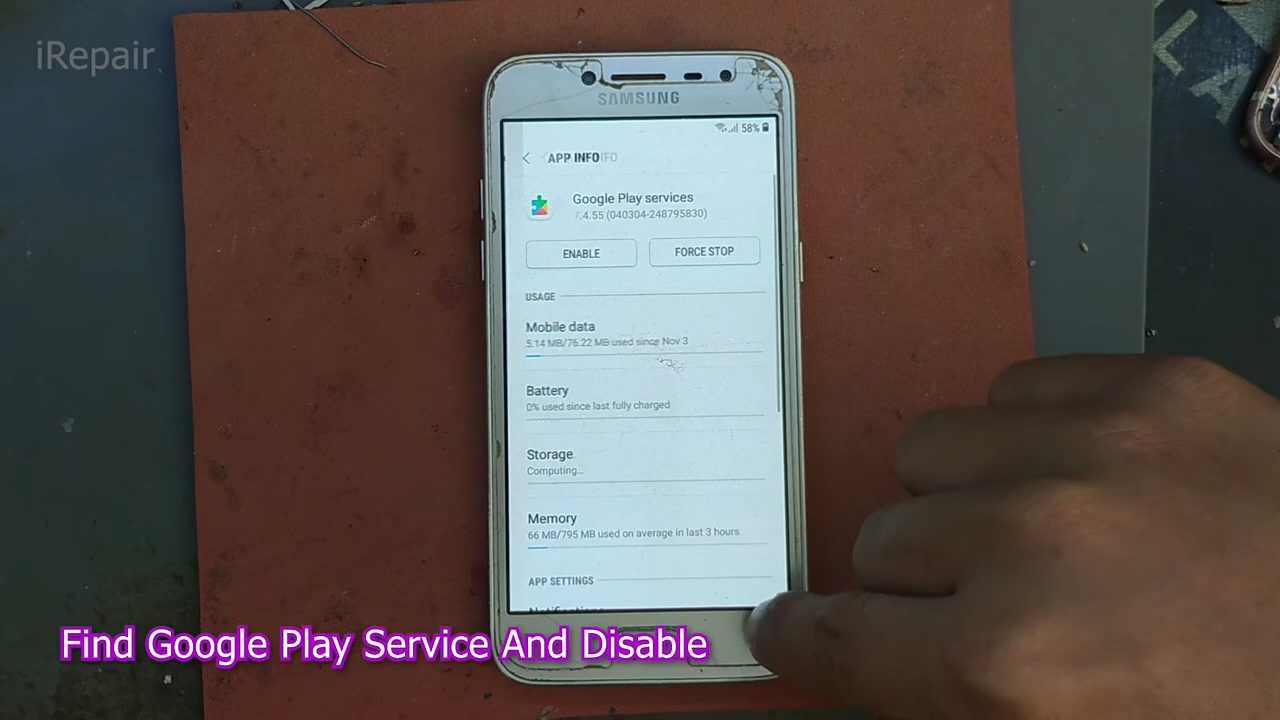 iRepair
SAMSUNG
58%
APP INFO
Google Play services
7.4.55 (040304-248795830)
ENABLE
FORCE STOP
USAGE
Mobile data
5.14 MB/76.22 MB used since Nov 3
Battery
0% used since last fully charged
Storage
Computing...
Memory
66 MB/795 MB used on average in last 3 hours
APP SETTINGS
Notifications
Find Google Play Service And Disable